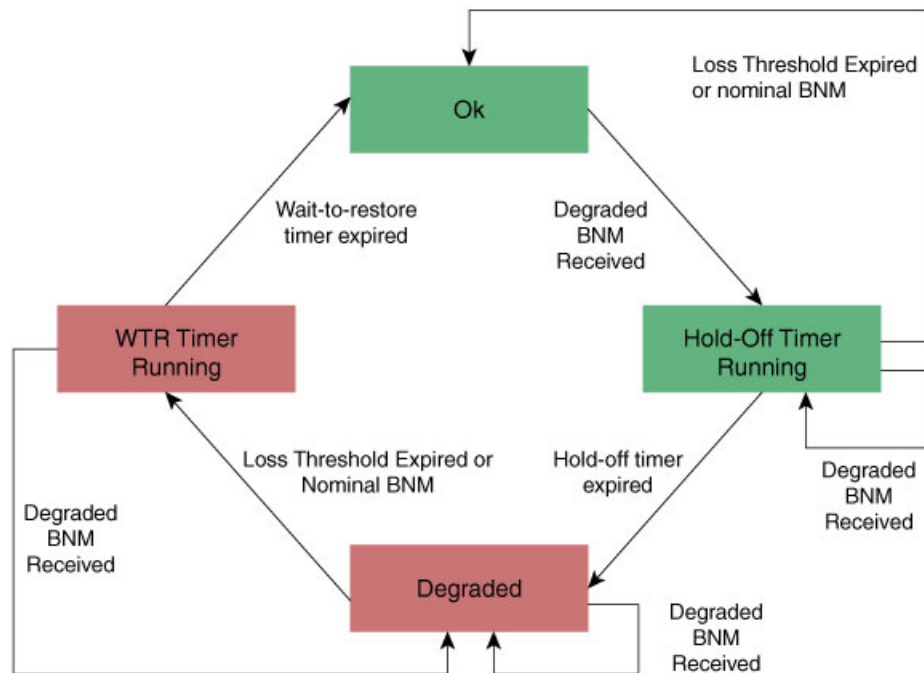 Loss Threshold Expired
or nominal BNM
Ok
Wait-to-restore
timer expired
Degraded
BNM
Received
WTR Timer
Running
Hold-Off Timer
Running
Loss Threshold Expired or
Nominal BNM
Hold-off timer
expired
Degraded
BNM
Received
Degraded
BNM
Received
Degraded
Degraded
BNM
Received